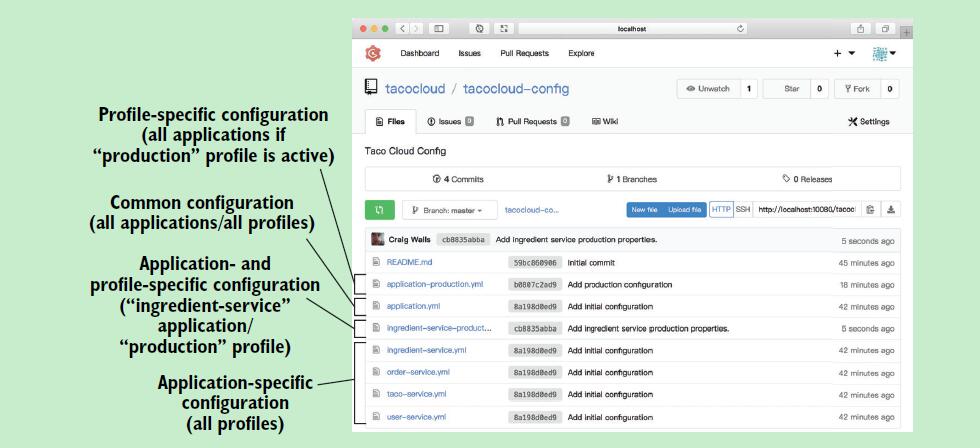 localhost
Dashboard Issues Pull Requests Explore
tacocloud / tacocloud-config
Unwatch 1 Star 0 Fork 0
Files Issues 0 Pull Requests 0 Wiki Settings
Taco Cloud Config
4 Commits 1 Branches 0 Releases
Branch: master tacocloud-co... New file Upload file HTTP SSH http://localhost:10080/tacocl
Craig Walls cb8835abba Add ingredient service production properties. 5 seconds ago
README.md 59bc860906 Initial commit 45 minutes ago
application-production.yml b0807c2ad9 Add production configuration 18 minutes ago
application.yml 8a198d0ed9 Add initial configuration 42 minutes ago
ingredient-service-product... cb8835abba Add ingredient service production properties. 5 seconds ago
ingredient-service.yml 8a198d0ed9 Add initial configuration 42 minutes ago
order-service.yml 8a198d0ed9 Add initial configuration 42 minutes ago
taco-service.yml 8a198d0ed9 Add initial configuration 42 minutes ago
user-service.yml 8a198d0ed9 Add initial configuration 42 minutes ago
Profile-specific configuration
(all applications if
“production” profile is active)
Common configuration
(all applications/all profiles)
Application- and
profile-specific configuration
(“ingredient-service”
application/
“production” profile)
Application-specific
configuration
(all profiles)